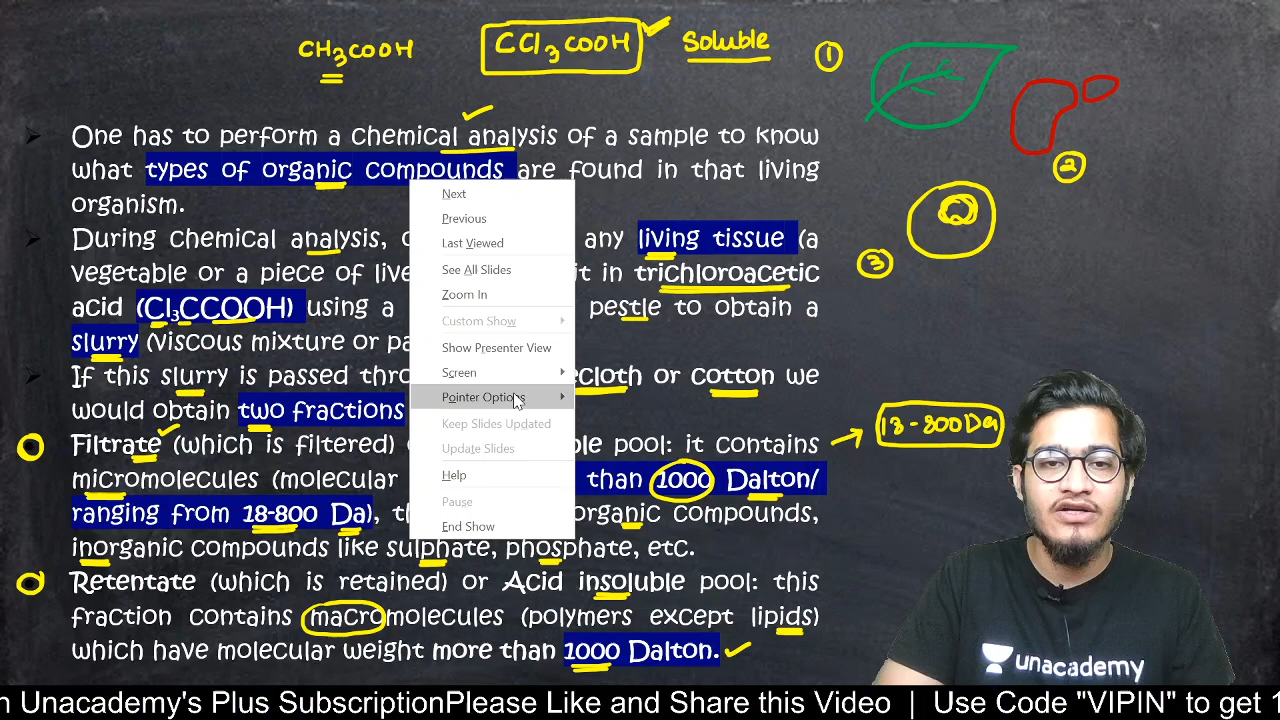 CH3COOH
CCl3COOH
Soluble
1
One has to perform a chemical analysis of a sample to know
what types of organic compounds are found in that living
organism.
2
During chemical analysis, any living tissue (a
3
vegetable or a piece of live it in trichloroacetic
acid (Cl₃CCOOH) using a pestle to obtain a
slurry (viscous mixture or pa
If this slurry is passed thro ecloth or cotton we
would obtain two fractions
Filtrate (which is filtered) ble pool: it contains
13-800Da
micromolecules (molecular than 1000 Dalton/
ranging from 18-800 Da), th organic compounds,
inorganic compounds like sulphate, phosphate, etc.
Retentate (which is retained) or Acid insoluble pool: this
fraction contains macromolecules (polymers except lipids)
which have molecular weight more than 1000 Dalton.
Next
Previous
Last Viewed
See All Slides
Zoom In
Custom Show
Show Presenter View
Screen
Pointer Options
Keep Slides Updated
Update Slides
Help
Pause
End Show
unacademy
n Unacademy's Plus SubscriptionPlease Like and Share this Video | Use Code "VIPIN" to get 1